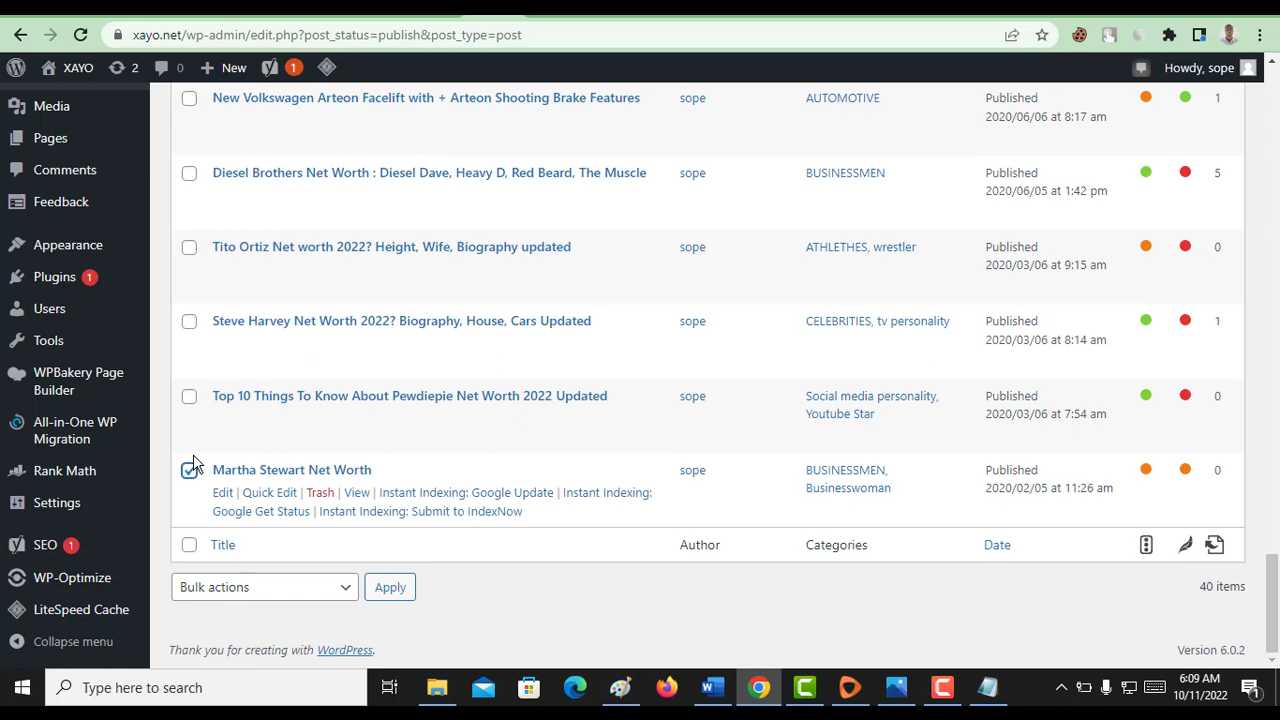 xayo.net/wp-admin/edit.php?post_status=publish&post_type=post
XAYO 2 0 New 1 Howdy, sope
Media
Pages
Comments
Feedback
Appearance
Plugins 1
Users
Tools
WPBakery Page
Builder
All-in-One WP
Migration
Rank Math
Settings
SEO 1
WP-Optimize
LiteSpeed Cache
Collapse menu
New Volkswagen Arteon Facelift with + Arteon Shooting Brake Features sope AUTOMOTIVE Published 1
2020/06/06 at 8:17 am
Diesel Brothers Net Worth : Diesel Dave, Heavy D, Red Beard, The Muscle sope BUSINESSMEN Published 5
2020/06/05 at 1:42 pm
Tito Ortiz Net worth 2022? Height, Wife, Biography updated sope ATHLETHES, wrestler Published 0
2020/03/06 at 9:15 am
Steve Harvey Net Worth 2022? Biography, House, Cars Updated sope CELEBRITIES, tv personality Published 1
2020/03/06 at 8:14 am
Top 10 Things To Know About Pewdiepie Net Worth 2022 Updated sope Social media personality, Published 0
Youtube Star 2020/03/06 at 7:54 am
Martha Stewart Net Worth sope BUSINESSMEN, Published 0
Businesswoman 2020/02/05 at 11:26 am
Edit | Quick Edit | Trash | View | Instant Indexing: Google Update | Instant Indexing:
Google Get Status | Instant Indexing: Submit to IndexNow
Title Author Categories Date
Bulk actions Apply 40 items
Thank you for creating with WordPress. Version 6.0.2
Type here to search
6:09 AM
10/11/2022
1